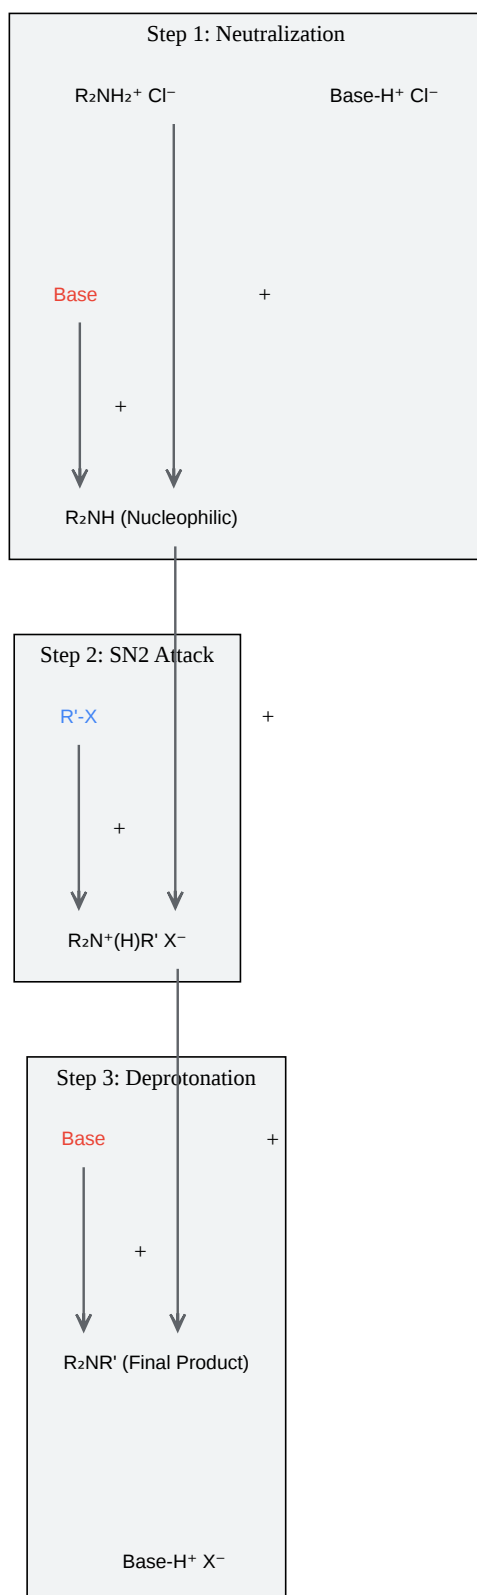 Step 1: Neutralization
R₂NH₂⁺ Cl⁻
Base-H⁺ Cl⁻
Base
+
+
R₂NH (Nucleophilic)
Step 2: SN2 Attack
R'-X
+
+
R₂N⁺(H)R' X⁻
Step 3: Deprotonation
Base
+
+
R₂NR' (Final Product)
Base-H⁺ X⁻